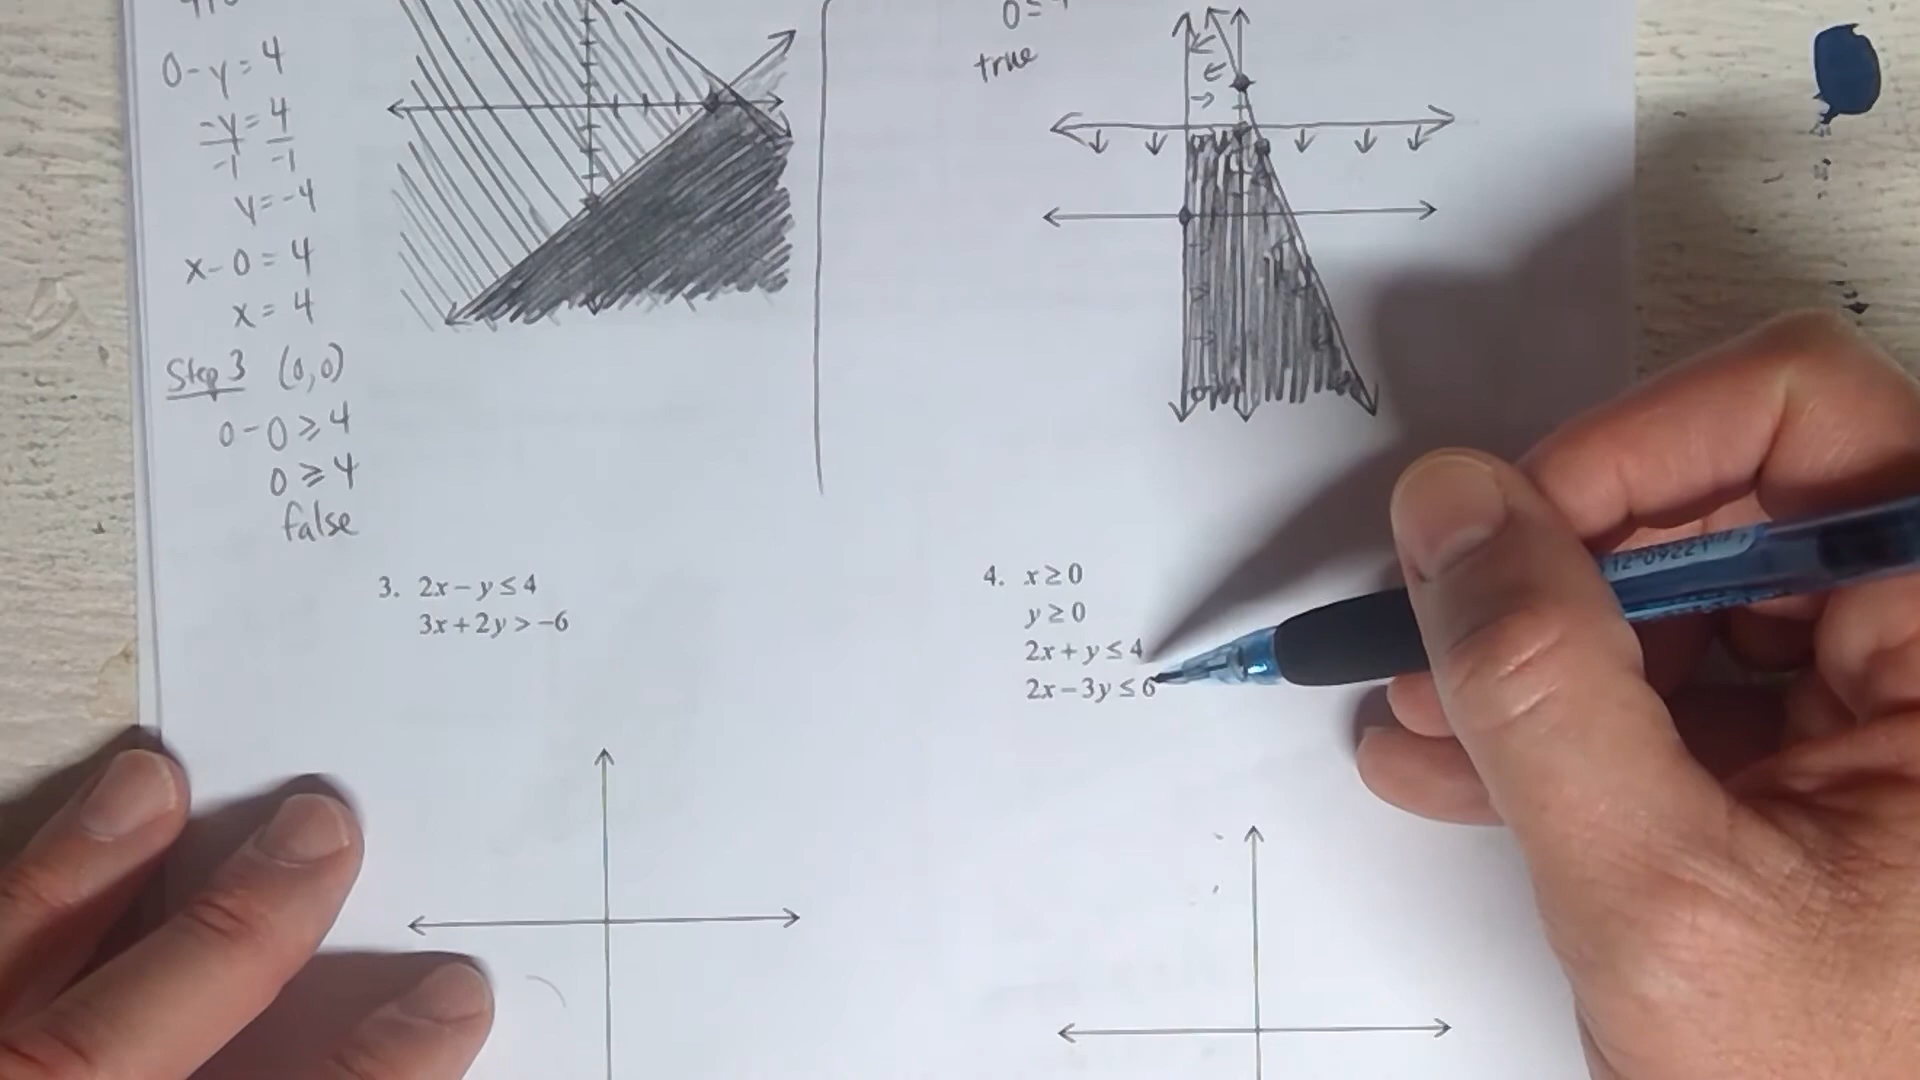 0-y=4
-y=4
-1 -1
y=-4
x-0=4
x=4
Step 3 (0,0)
0-0≥4
0≥4
false
true
3. 2x-y≤4
3x+2y>-6
4. x≥0
y≥0
2x+y≤4
2x-3y≤6